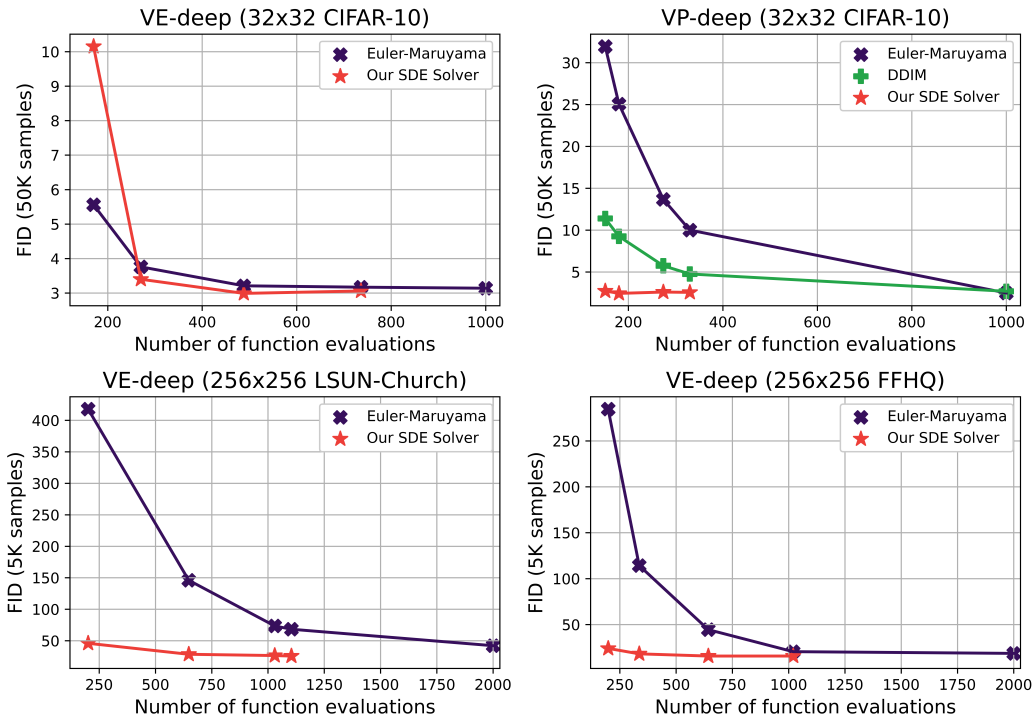 VE-deep (32x32 CIFAR-10)
FID (50K samples)
10
9
8
7
6
5
4
3
Euler-Maruyama
Our SDE Solver
200 400 600 800 1000
Number of function evaluations
VP-deep (32x32 CIFAR-10)
FID (50K samples)
30
25
20
15
10
5
Euler-Maruyama
DDIM
Our SDE Solver
200 400 600 800 1000
Number of function evaluations
VE-deep (256x256 LSUN-Church)
FID (5K samples)
400
350
300
250
200
150
100
50
Euler-Maruyama
Our SDE Solver
250 500 750 1000 1250 1500 1750 2000
Number of function evaluations
VE-deep (256x256 FFHQ)
FID (5K samples)
250
200
150
100
50
Euler-Maruyama
Our SDE Solver
250 500 750 1000 1250 1500 1750 2000
Number of function evaluations